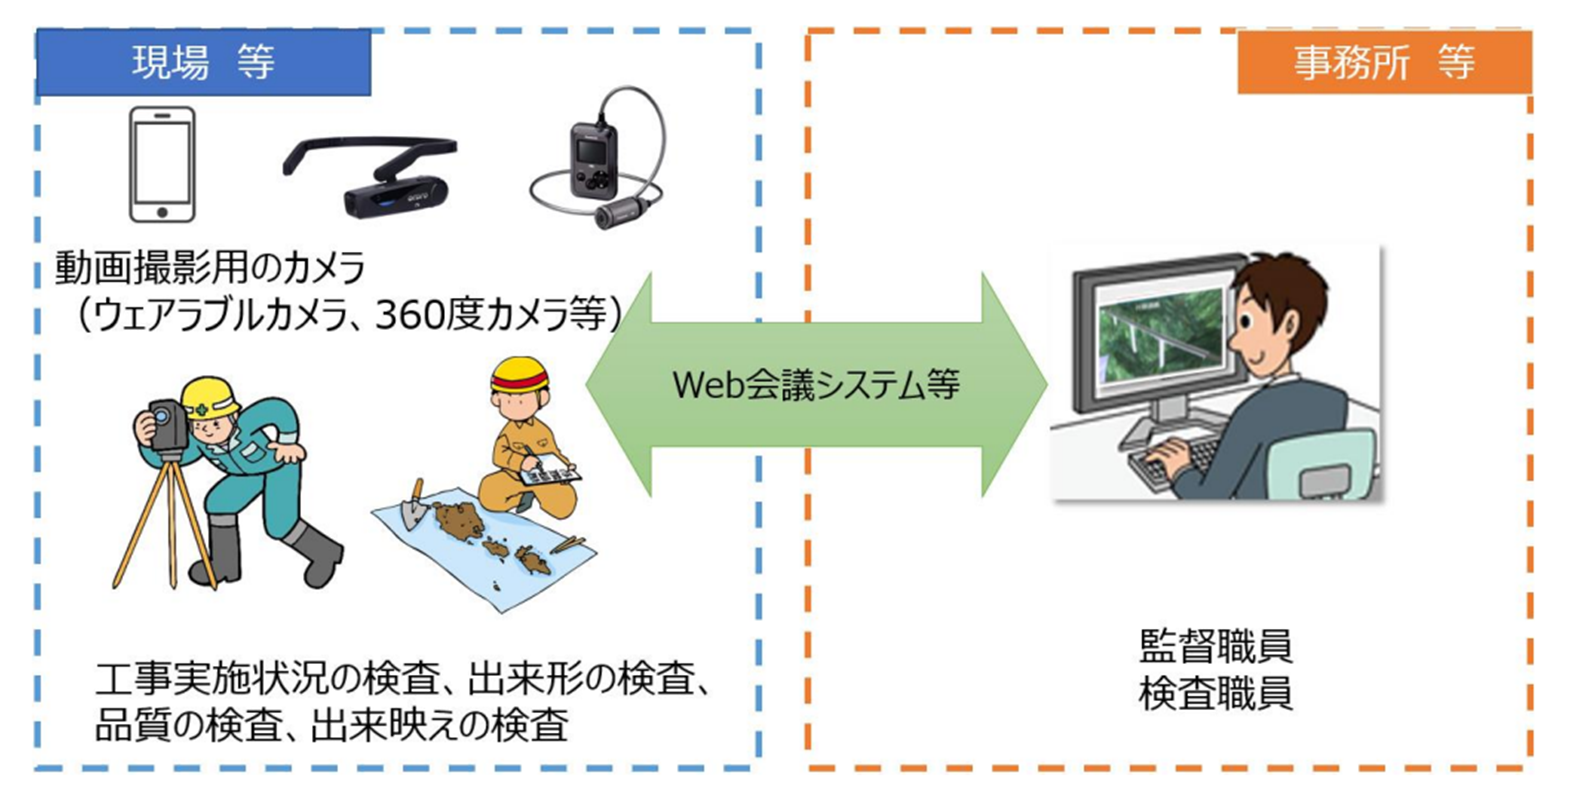 現場　等
事務所　等
動画撮影用のカメラ
（ウェアラブルカメラ、360度カメラ等）
Web会議システム等
工事実施状況の検査、出来形の検査、
品質の検査、出来映えの検査
監督職員
検査職員